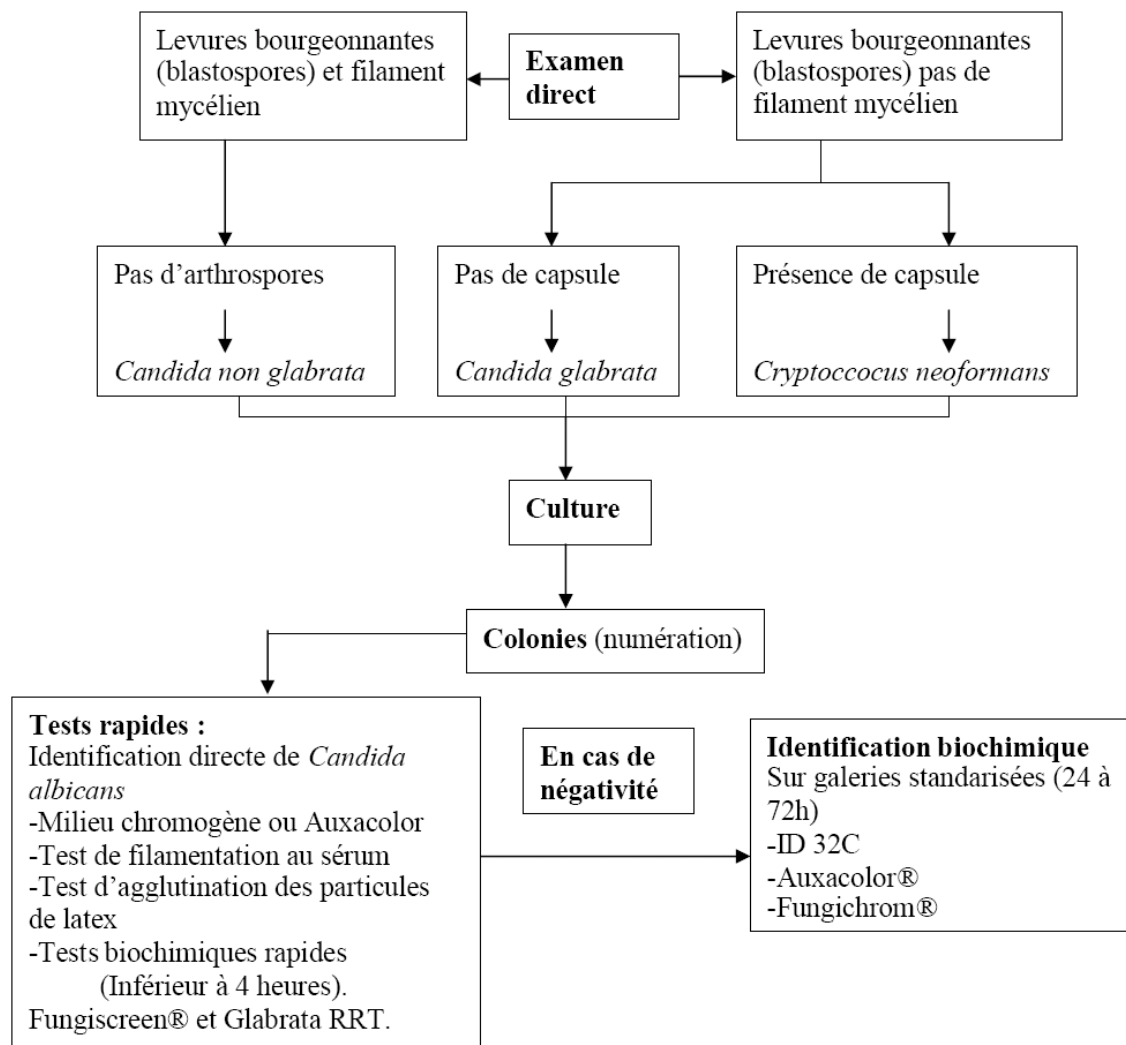 Levures bourgeonnantes
(blastospores) et filament
mycélien
Examen
direct
Levures bourgeonnantes
(blastospores) pas de
filament mycélien
Pas d'arthrospores
Candida non glabrata
Pas de capsule
Candida glabrata
Présence de capsule
Cryptoccocus neoformans
Culture
Colonies (numération)
Tests rapides :
Identification directe de Candida
albicans
-Milieu chromogène ou Auxacolor
-Test de filamentation au sérum
-Test d'agglutination des particules
de latex
-Tests biochimiques rapides
(Inférieur à 4 heures).
Fungiscreen® et Glabrata RRT.
En cas de
négativité
Identification biochimique
Sur galeries standarisées (24 à
72h)
-ID 32C
-Auxacolor®
-Fungichrom®